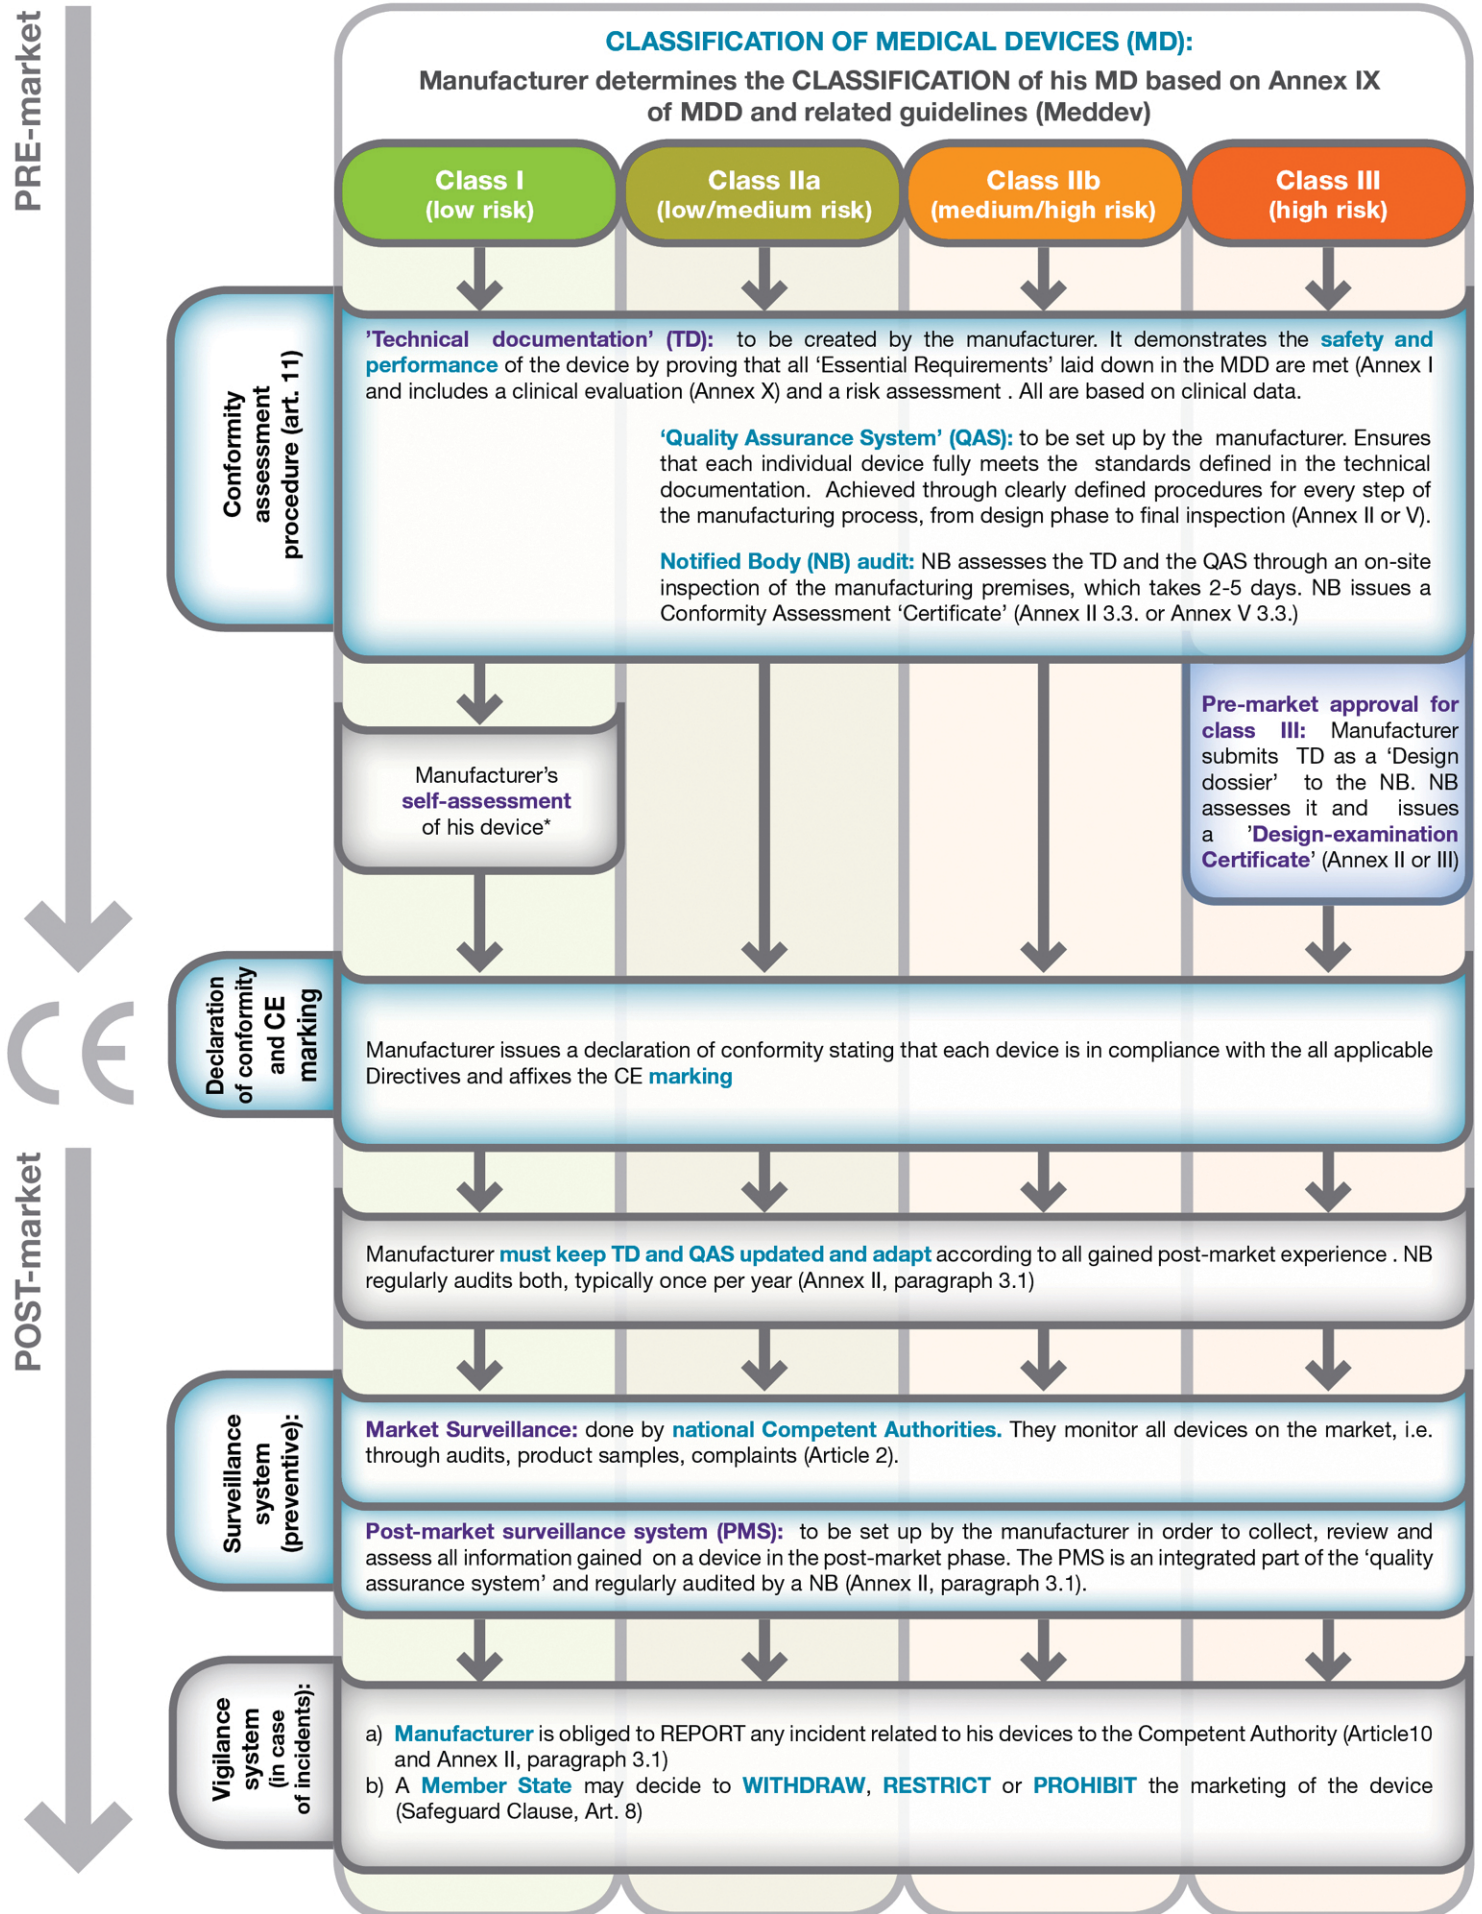 PRE-market
CLASSIFICATION OF MEDICAL DEVICES (MD):
Manufacturer determines the CLASSIFICATION of his MD based on Annex IX
of MDD and related guidelines (Meddev)
Class I
(low risk)
Class IIa
(low/medium risk)
Class IIb
(medium/high risk)
Class III
(high risk)
Conformity
assessment
procedure (art. 11)
’Technical documentation’ (TD): to be created by the manufacturer. It demonstrates the safety and
performance of the device by proving that all ‘Essential Requirements’ laid down in the MDD are met (Annex I
and includes a clinical evaluation (Annex X) and a risk assessment . All are based on clinical data.
‘Quality Assurance System’ (QAS): to be set up by the manufacturer. Ensures
that each individual device fully meets the standards defined in the technical
documentation. Achieved through clearly defined procedures for every step of
the manufacturing process, from design phase to final inspection (Annex II or V).
Notified Body (NB) audit: NB assesses the TD and the QAS through an on-site
inspection of the manufacturing premises, which takes 2-5 days. NB issues a
Conformity Assessment ‘Certificate’ (Annex II 3.3. or Annex V 3.3.)
Manufacturer’s
self-assessment
of his device*
Pre-market approval for
class III: Manufacturer
submits TD as a ‘Design
dossier’ to the NB. NB
assesses it and issues
a ’Design-examination
Certificate’ (Annex II or III)
CE
Declaration
of conformity
and CE
marking
Manufacturer issues a declaration of conformity stating that each device is in compliance with the all applicable
Directives and affixes the CE marking
POST-market
Manufacturer must keep TD and QAS updated and adapt according to all gained post-market experience . NB
regularly audits both, typically once per year (Annex II, paragraph 3.1)
Surveillance
system
(preventive):
Market Surveillance: done by national Competent Authorities. They monitor all devices on the market, i.e.
through audits, product samples, complaints (Article 2).
Post-market surveillance system (PMS): to be set up by the manufacturer in order to collect, review and
assess all information gained on a device in the post-market phase. The PMS is an integrated part of the ‘quality
assurance system’ and regularly audited by a NB (Annex II, paragraph 3.1).
Vigilance
system
(in case
of incidents):
a) Manufacturer is obliged to REPORT any incident related to his devices to the Competent Authority (Article10
and Annex II, paragraph 3.1)
b) A Member State may decide to WITHDRAW, RESTRICT or PROHIBIT the marketing of the device
(Safeguard Clause, Art. 8)